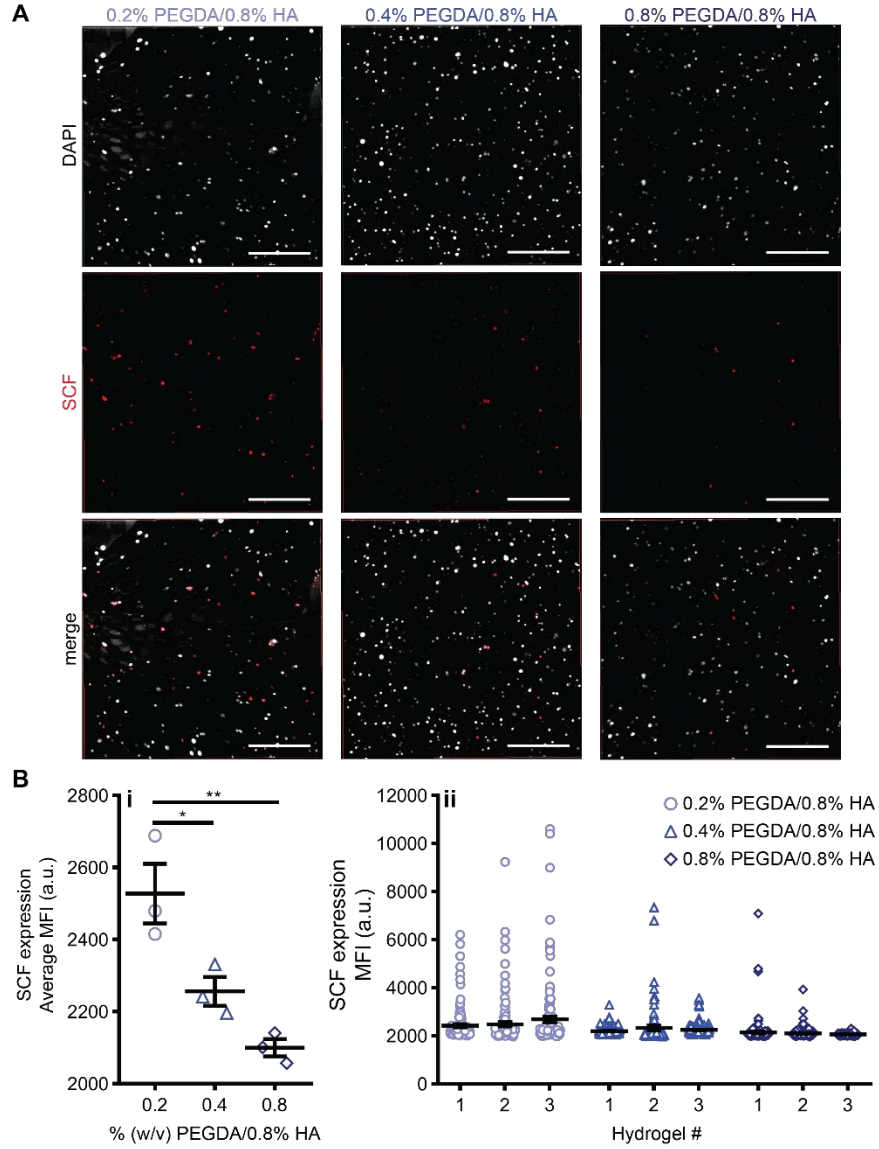 A
0.2% PEGDA/0.8% HA
0.4% PEGDA/0.8% HA
0.8% PEGDA/0.8% HA
DAPI
SCF
merge
B
i
SCF expression
Average MFI (a.u.)
2800
2600
2400
2200
2000
**
*
0.2
0.4
0.8
% (w/v) PEGDA/0.8% HA
ii
SCF expression
MFI (a.u.)
12000
10000
8000
6000
4000
2000
0
0.2% PEGDA/0.8% HA
0.4% PEGDA/0.8% HA
0.8% PEGDA/0.8% HA
1 2 3 1 2 3 1 2 3
Hydrogel #